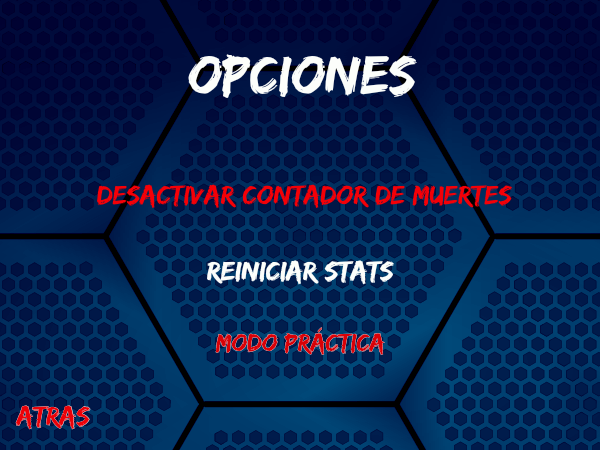 OPCIONES
DESACTIVAR CONTADOR DE MUERTES
REINICIAR STATS
MODO PRÁCTICA
ATRAS